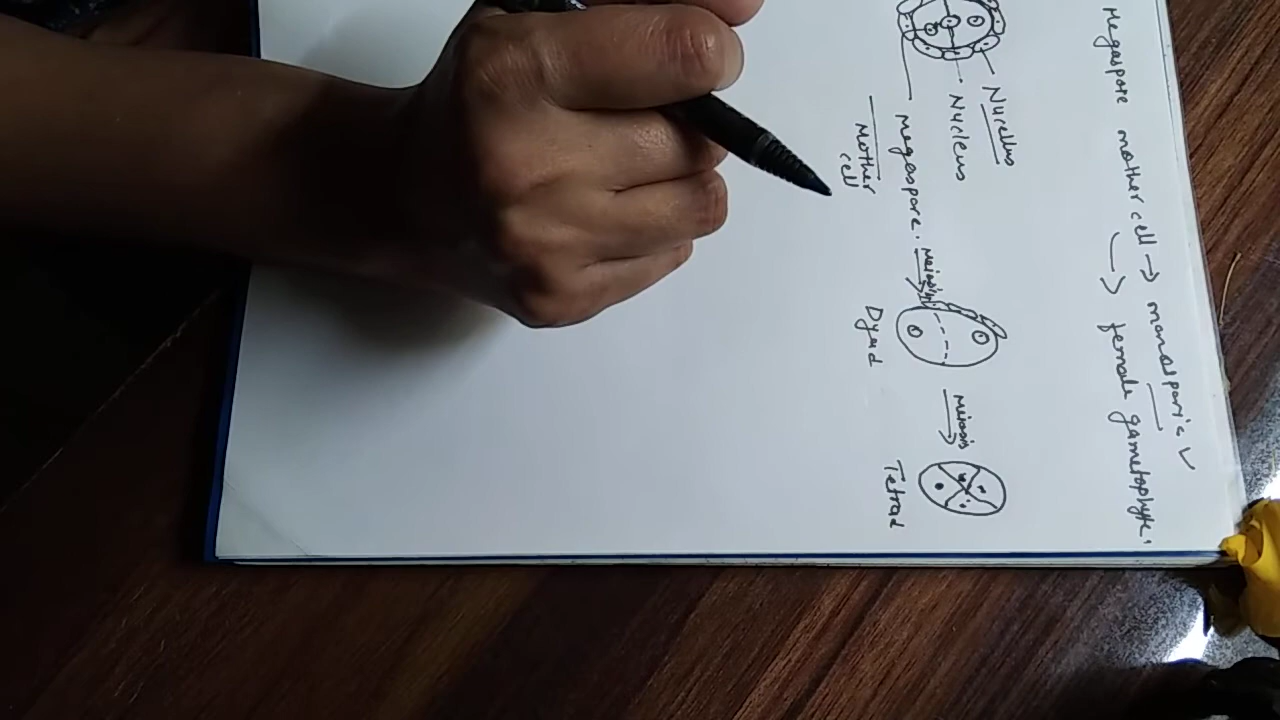 Megaspore mother cell → monosporic ✓
→ female gametophyte.
Nucellus
Nucleus
Megaspore
Mother
cell
Meiosis
Dyad
Meiosis
Tetrad